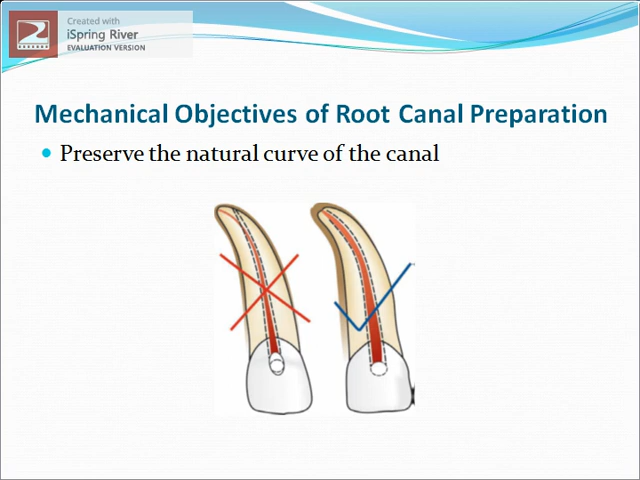 Created with
iSpring River
EVALUATION VERSION
Mechanical Objectives of Root Canal Preparation
Preserve the natural curve of the canal